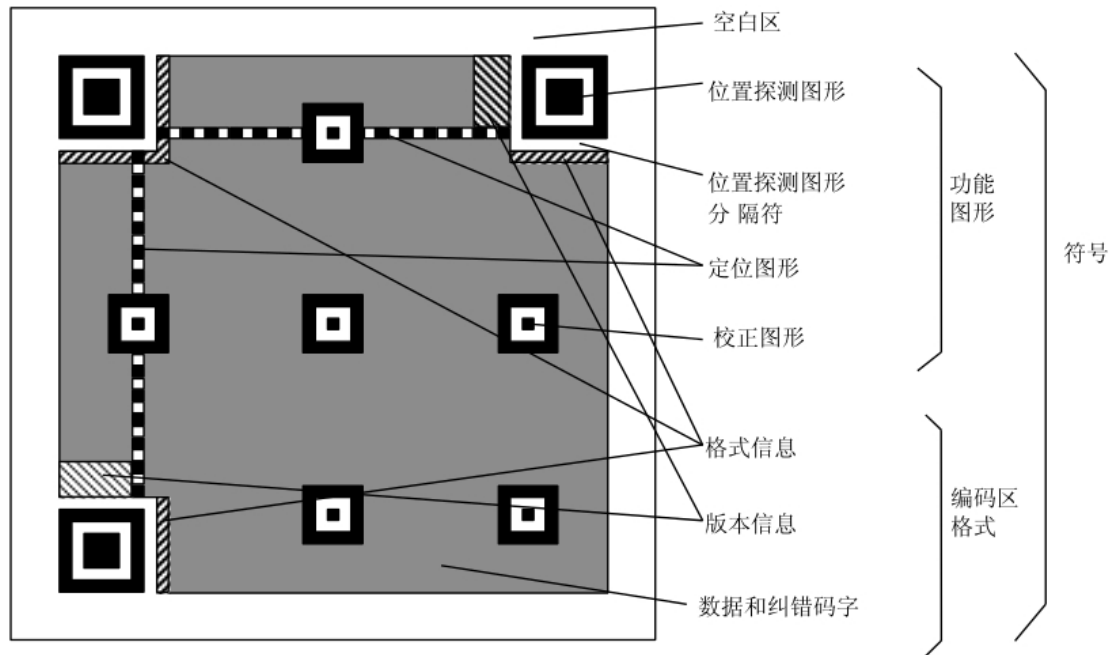 空白区
位置探测图形
位置探测图形
分 隔符
定位图形
校正图形
格式信息
版本信息
数据和纠错码字
功能
图形
编码区
格式
符号